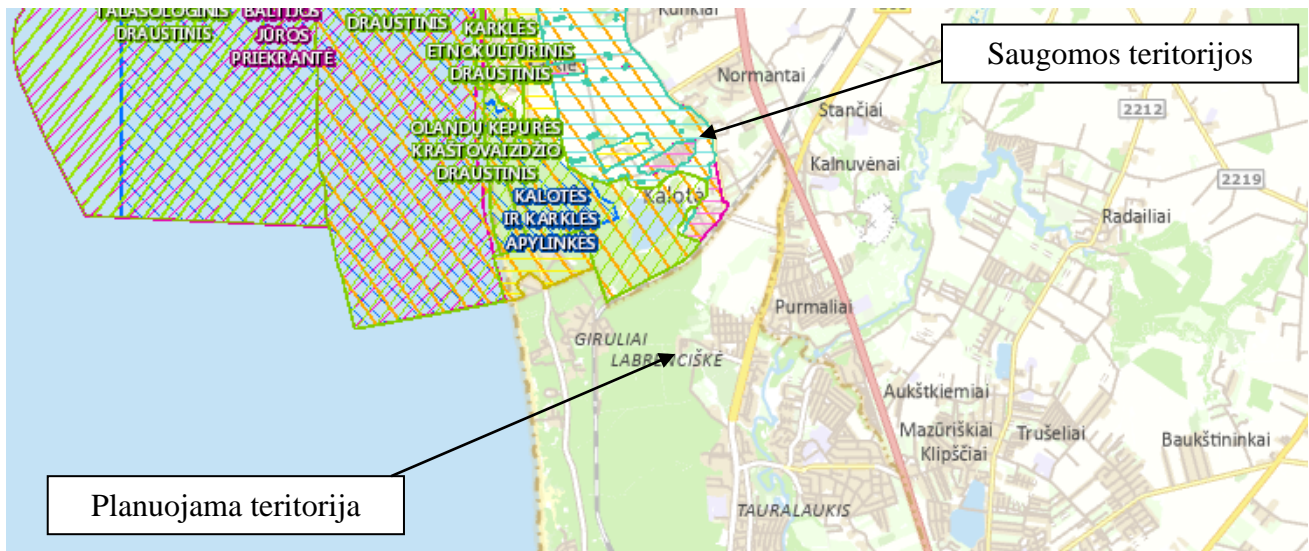 TALASOLOGINIS
DRAUSTINIS
BALTIJOS
JŪROS
PRIEKRANTĖ
DRAUSTINIS
KARKLĖS
ETNOKULTŪRINIS
DRAUSTINIS
OLANDŲ KEPURĖS
KRAŠTOVAIZDŽIO
DRAUSTINIS
KALOTĖS
IR KARKLĖS
APYLINKĖS
Kalotė
Saugomos teritorijos
Normantai
Stančiai
Kalnuvėnai
2212
2219
Radailiai
Purmaliai
GIRULIAI
LABRENCIŠKĖ
Aukštkiemiai
Mazūriškiai
Klipščiai
Trušeliai
Baukštininkai
TAURALAUKIS
Planuojama teritorija